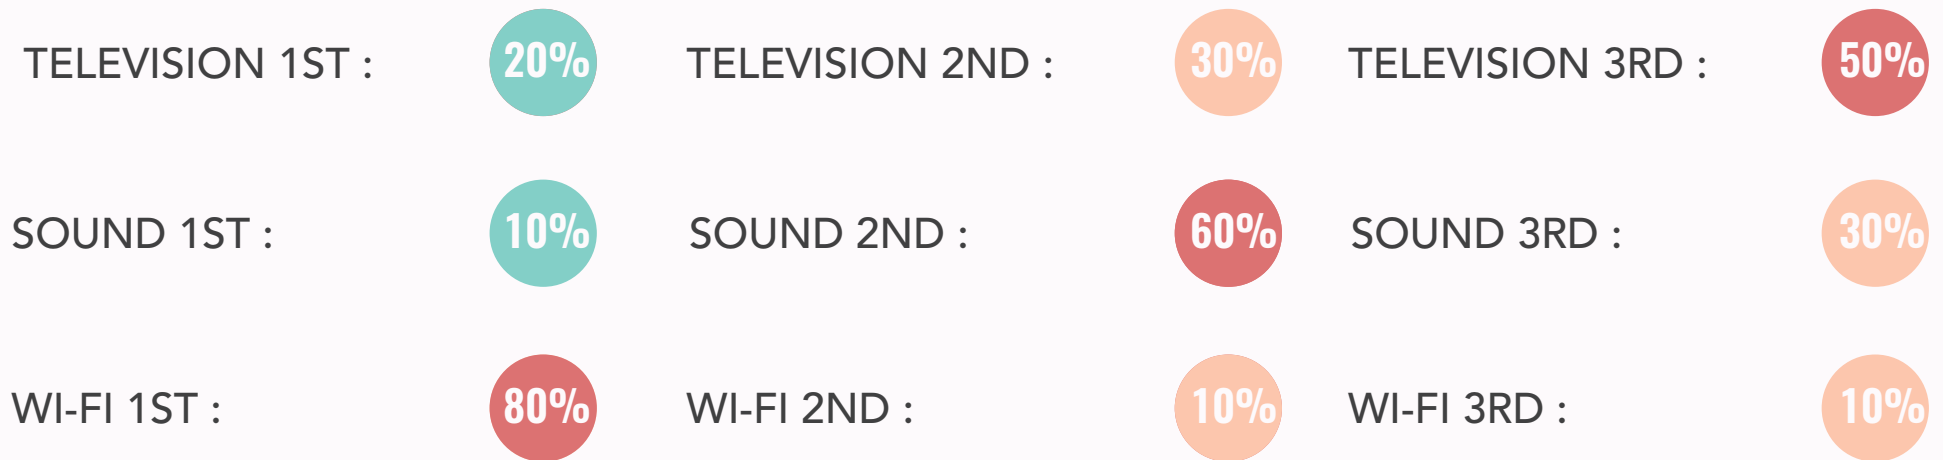 TELEVISION 1ST : 20% TELEVISION 2ND : 30% TELEVISION 3RD : 50%
SOUND 1ST : 10% SOUND 2ND : 60% SOUND 3RD : 30%
WI-FI 1ST : 80% WI-FI 2ND : 10% WI-FI 3RD : 10%